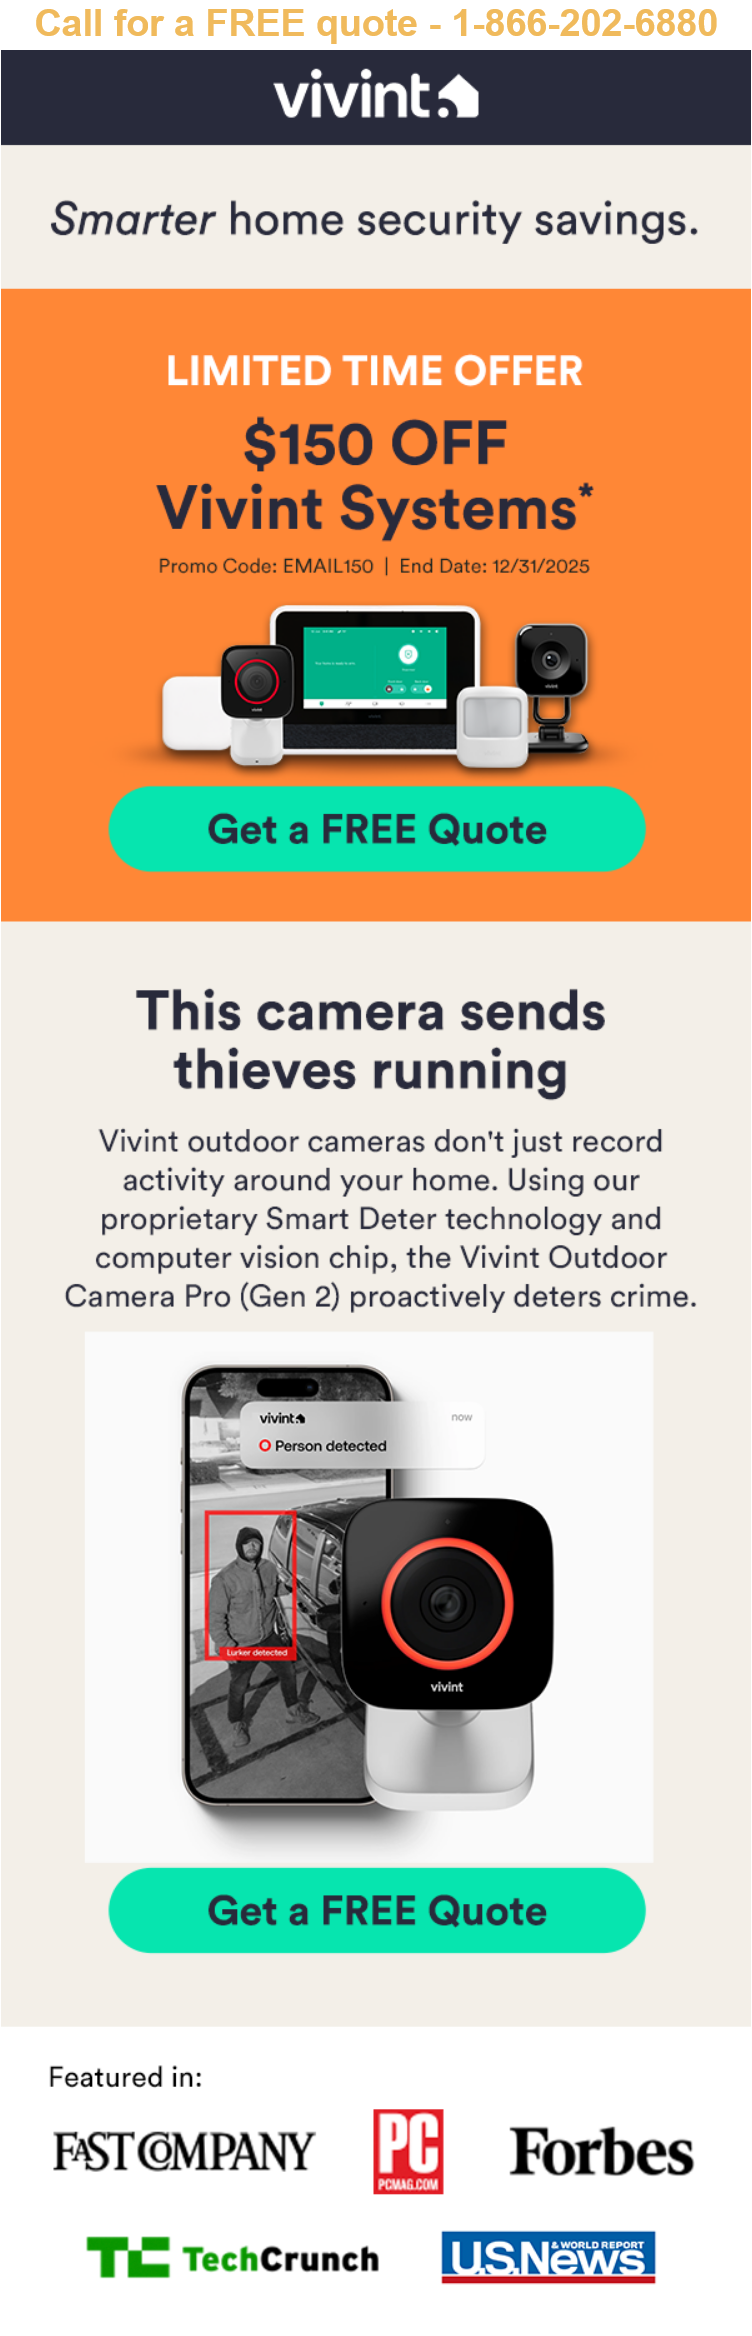 Call for a FREE quote - 1-866-202-6880
vivint
Smarter home security savings.
LIMITED TIME OFFER
$150 OFF
Vivint Systems*
Promo Code: EMAIL150 | End Date: 12/31/2025
vivint
vivint
Get a FREE Quote
This camera sends
thieves running
Vivint outdoor cameras don't just record
activity around your home. Using our
proprietary Smart Deter technology and
computer vision chip, the Vivint Outdoor
Camera Pro (Gen 2) proactively deters crime.
vivint now
Person detected
Lurker detected
vivint
Get a FREE Quote
Featured in:
FAST COMPANY
PC
PCMAG.COM
Forbes
TC TechCrunch
U.S.News
& WORLD REPORT